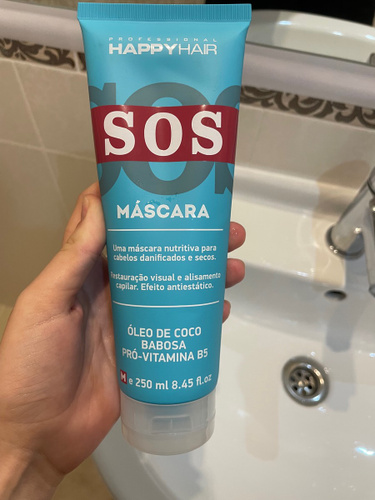 PROFESSIONAL
HAPPYHAIR
SOS
MÁSCARA
Uma máscara nutritiva para
cabelos danificados e secos.
Restauração visual e alisamento
capilar. Efeito antiestático.
ÓLEO DE COCO
BABOSA
PRÓ-VITAMINA B5
M e 250 ml 8.45 fl.oz